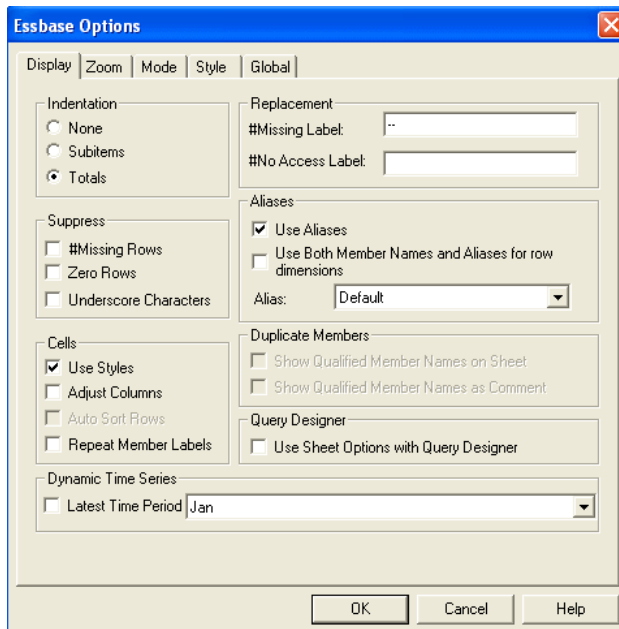 Essbase Options
Display Zoom Mode Style Global
Indentation
None
Subitems
Totals
Replacement
#Missing Label: --
#No Access Label:
Suppress
#Missing Rows
Zero Rows
Underscore Characters
Aliases
Use Aliases
Use Both Member Names and Aliases for row
dimensions
Alias: Default
Cells
Use Styles
Adjust Columns
Auto Sort Rows
Repeat Member Labels
Duplicate Members
Show Qualified Member Names on Sheet
Show Qualified Member Names as Comment
Query Designer
Use Sheet Options with Query Designer
Dynamic Time Series
Latest Time Period Jan
OK Cancel Help